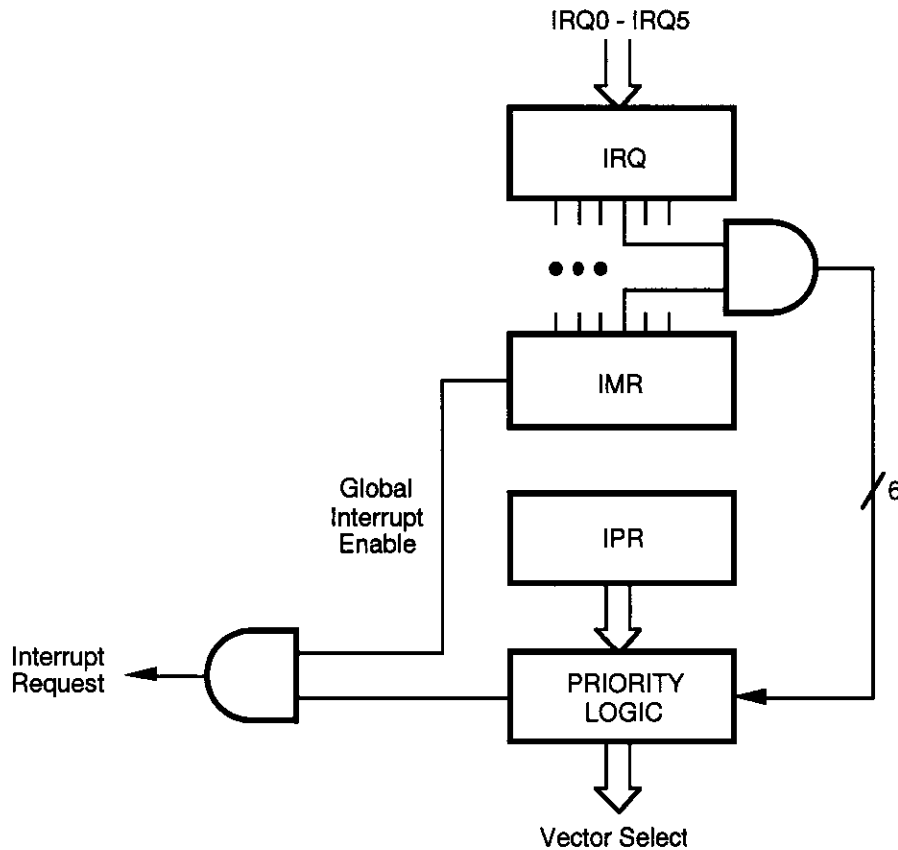 IRQ0 - IRQ5
IRQ
IMR
Global
Interrupt
Enable
6
IPR
Interrupt
Request
PRIORITY
LOGIC
Vector Select